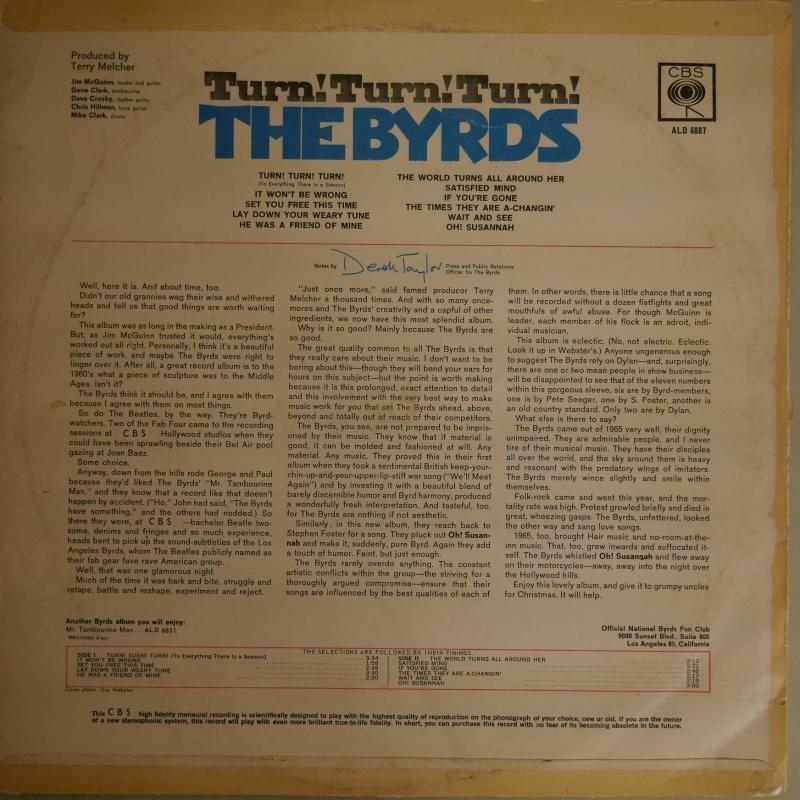 Produced by
Terry Melcher
Jim McGuinn, leader and guitar
Gene Clark, tambourine
Dave Crosby, rhythm guitar
Chris Hillman, bass guitar
Mike Clark, drums
Turn! Turn! Turn!
THE BYRDS
CBS
ALD 6887
TURN! TURN! TURN!
(To Everything There Is a Season)
IT WON'T BE WRONG
SET YOU FREE THIS TIME
LAY DOWN YOUR WEARY TUNE
HE WAS A FRIEND OF MINE
THE WORLD TURNS ALL AROUND HER
SATISFIED MIND
IF YOU'RE GONE
THE TIMES THEY ARE A-CHANGIN'
WAIT AND SEE
OH! SUSANNAH
Notes by Derek Taylor Press and Public Relations
Officer for The Byrds
Well, here it is. And about time, too.
Didn't our old grannies wag their wise and withered
heads and tell us that good things are worth waiting
for?
This album was as long in the making as a President.
But, as Jim McGuinn trusted it would, everything's
worked out all right. Personally, I think it's a beautiful
piece of work, and maybe The Byrds were right to
linger over it. After all, a great record album is to the
1960's what a piece of sculpture was to the Middle
Ages. Isn't it?
The Byrds think it should be, and I agree with them
because I agree with them on most things.
So do The Beatles, by the way. They're Byrd-
watchers. Two of the Fab Four came to the recording
sessions at CBS Hollywood studios when they
could have been sprawling beside their Bel Air pool
gazing at Joan Baez.
Some choice.
Anyway, down from the hills rode George and Paul
because they'd liked The Byrds' "Mr. Tambourine
Man," and they know that a record like that doesn't
happen by accident. ("Ho," John had said, "The Byrds
have something," and the others had nodded.) So
there they were, at CBS —bachelor Beatle two-
some, denims and fringes and so much experience,
heads bent to pick up the sound-subtleties of the Los
Angeles Byrds, whom The Beatles publicly named as
their fab gear fave rave American group.
Well, that was one glamorous night.
Much of the time it was bark and bite, struggle and
retape, battle and reshape, experiment and reject.
"Just once more," said famed producer Terry
Melcher a thousand times. And with so many once-
mores and The Byrds' creativity and a capful of other
ingredients, we now have this most splendid album.
Why is it so good? Mainly because The Byrds are
so good.
The great quality common to all The Byrds is that
they really care about their music. I don't want to be
boring about this—though they will bend your ears for
hours on this subject—but the point is worth making
because it is this prolonged, exact attention to detail
and this involvement with the very best way to make
music work for you that set The Byrds ahead, above,
beyond and totally out of reach of their competitors.
The Byrds, you see, are not prepared to be impris-
oned by their music. They know that if material is
good, it can be molded and fashioned at will. Any
material. Any music. They proved this in their first
album when they took a sentimental British keep-your-
chin-up-and-your-upper-lip-stiff war song ("We'll Meet
Again") and by investing it with a beautiful blend of
barely discernible humor and Byrd harmony, produced
a wonderfully fresh interpretation. And tasteful, too,
for The Byrds are nothing if not aesthetic.
Similarly, in this new album, they reach back to
Stephen Foster for a song. They pluck out Oh! Susan-
nah and make it, suddenly, pure Byrd. Again they add
a touch of humor. Faint, but just enough.
The Byrds rarely overdo anything. The constant
artistic conflicts within the group—the striving for a
thoroughly argued compromise—ensure that their
songs are influenced by the best qualities of each of
them. In other words, there is little chance that a song
will be recorded without a dozen fistfights and great
mouthfuls of awful abuse. For though McGuinn is
leader, each member of his flock is an adroit, indi-
vidual musician.
This album is eclectic. (No, not electric. Eclectic.
Look it up in Webster's.) Anyone ungenerous enough
to suggest The Byrds rely on Dylan—and, surprisingly,
there are one or two mean people in show business—
will be disappointed to see that of the eleven numbers
within this gorgeous sleeve, six are by Byrd-members,
one is by Pete Seeger, one by S. Foster, another is
an old country standard. Only two are by Dylan.
What else is there to say?
The Byrds came out of 1965 very well, their dignity
unimpaired. They are admirable people, and I never
tire of their musical music. They have their disciples
all over the world, and the sky around them is heavy
and resonant with the predatory wings of imitators.
The Byrds merely wince slightly and smile within
themselves.
Folk-rock came and went this year, and the mor-
tality rate was high. Protest growled briefly and died in
great, wheezing gasps. The Byrds, unfettered, looked
the other way and sang love songs.
1965, too, brought Hair music and no-room-at-the-
inn music. That, too, grew inwards and suffocated it-
self. The Byrds whistled Oh! Susannah and flew sway
on their motorcycles—away, away into the night over
the Hollywood hills.
Enjoy this lovely album, and give it to grumpy uncles
for Christmas. It will help.
Another Byrds album you will enjoy:
Mr. Tambourine Man... ALD 6831
RECORD FAC
Official National Byrds Fan Club
9000 Sunset Blvd., Suite 805
Los Angeles 69, California
THE SELECTIONS ARE FOLLOWED BY THEIR TIMINGS
SIDE I TURN! TURN! TURN! (To Everything There Is a Season) 3:34
IT WON'T BE WRONG 1:58
SET YOU FREE THIS TIME 2:49
LAY DOWN YOUR WEARY TUNE 3:30
HE WAS A FRIEND OF MINE 2:30
SIDE II THE WORLD TURNS ALL AROUND HER 2:12
SATISFIED MIND
IF YOU'RE GONE 2:45
THE TIMES THEY ARE A-CHANGIN'
WAIT AND SEE 2:19
OH! SUSANNAH 3:00
Cover photo: Guy Webster
This CBS high fidelity monaural recording is scientifically designed to play with the highest quality of reproduction on the phonograph of your choice, new or old. If you are the owner
of a new stereophonic system, this record will play with even more brilliant true-to-life fidelity. In short, you can purchase this record with no fear of its becoming obsolete in the future.